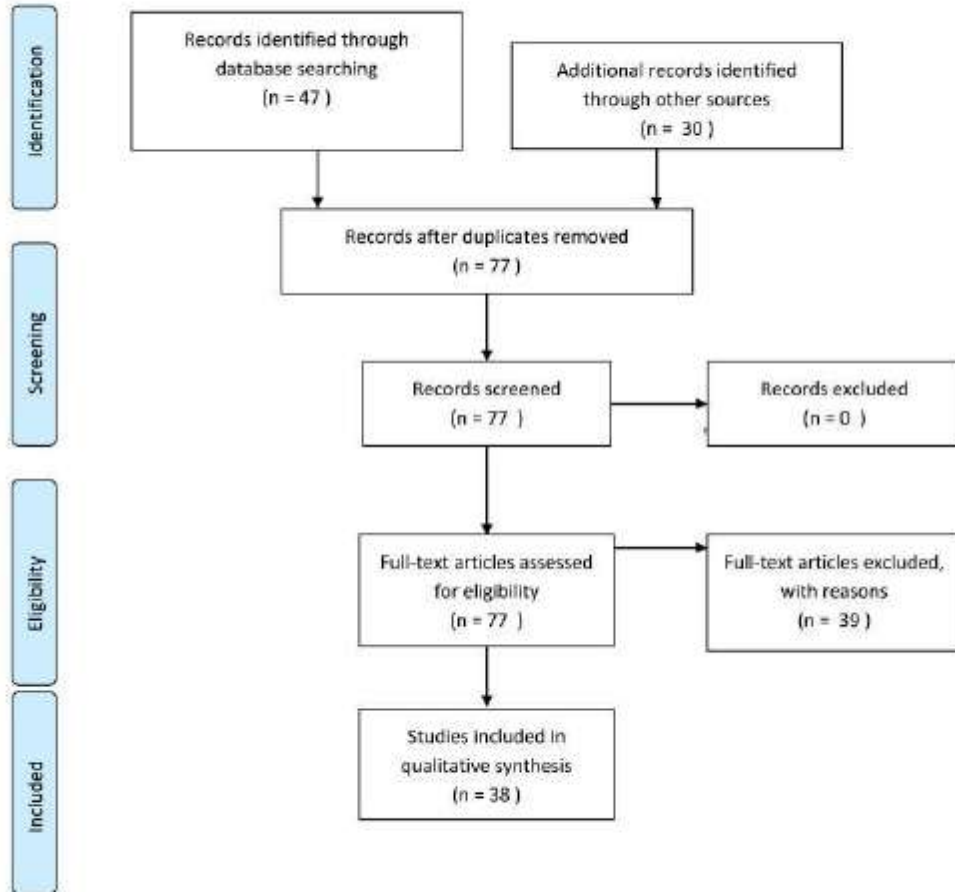 Identification
Records identified through
database searching
(n = 47 )
Additional records identified
through other sources
(n = 30 )
Records after duplicates removed
(n = 77 )
Screening
Records screened
(n = 77 )
Records excluded
(n = 0 )
Eligibility
Full-text articles assessed
for eligibility
(n = 77 )
Full-text articles excluded,
with reasons
(n = 39 )
Included
Studies included in
qualitative synthesis
(n = 38 )